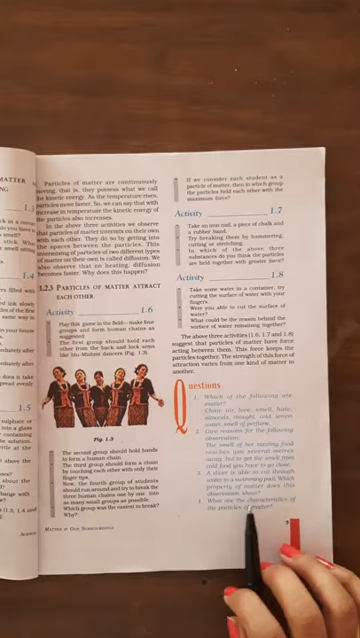 MATTER
NG
1.3
1.4
1.5
Particles of matter are continuously
moving, that is, they possess what we call
the kinetic energy. As the temperature rises,
particles move faster. So, we can say that with
increase in temperature the kinetic energy of
the particles also increases.
In the above three activities we observe
that particles of matter intermix on their own
with each other. They do so by getting into
the spaces between the particles. This
intermixing of particles of two different types
of matter on their own is called diffusion. We
also observe that on heating, diffusion
becomes faster. Why does this happen?
1.2.3 PARTICLES OF MATTER ATTRACT
EACH OTHER
Activity 1.6
Play this game in the field— make four
groups and form human chains as
suggested:
The first group should hold each
other from the back and lock arms
like Idu-Mishmi dancers (Fig. 1.3).
Fig. 1.3
The second group should hold hands
to form a human chain.
The third group should form a chain
by touching each other with only their
finger tips.
Now, the fourth group of students
should run around and try to break the
three human chains one by one into
as many small groups as possible.
Which group was the easiest to break?
Why?
MATTER IN OUR SURROUNDINGS
If we consider each student as a
particle of matter, then in which group
the particles held each other with the
maximum force?
Activity 1.7
Take an iron nail, a piece of chalk and
a rubber band.
Try breaking them by hammering,
cutting or stretching.
In which of the above three
substances do you think the particles
are held together with greater force?
Activity 1.8
Take some water in a container, try
cutting the surface of water with your
fingers.
Were you able to cut the surface of
water?
What could be the reason behind the
surface of water remaining together?
The above three activities (1.6, 1.7 and 1.8)
suggest that particles of matter have force
acting between them. This force keeps the
particles together. The strength of this force of
attraction varies from one kind of matter to
another.
Questions
1. Which of the following are
matter?
Chair, air, love, smell, hate,
almonds, thought, cold, lemon
water, smell of perfume.
2. Give reasons for the following
observation:
The smell of hot sizzling food
reaches you several metres
away, but to get the smell from
cold food you have to go close.
3. A diver is able to cut through
water in a swimming pool. Which
property of matter does this
observation show?
4. What are the characteristics of
the particles of matter?